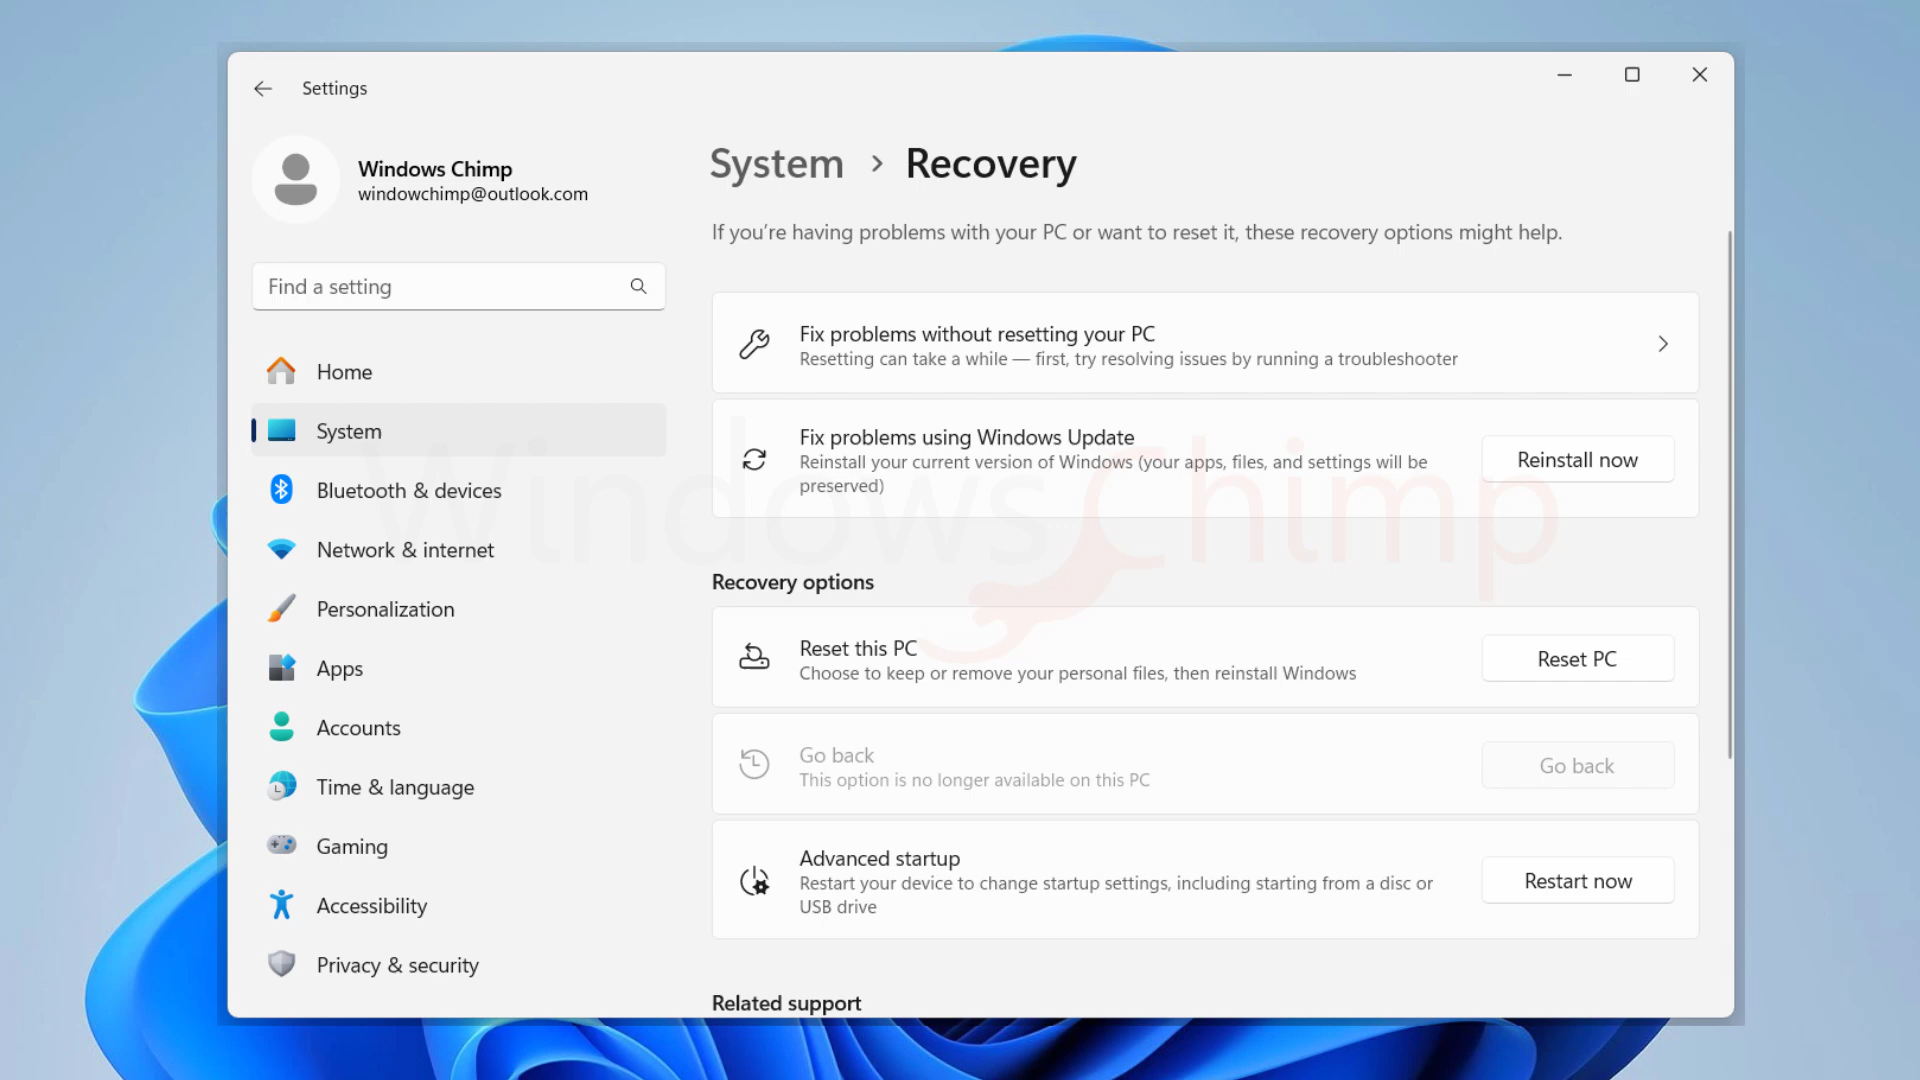 Settings
Windows Chimp
windowchimp@outlook.com
Find a setting
Home
System
Bluetooth & devices
Network & internet
Personalization
Apps
Accounts
Time & language
Gaming
Accessibility
Privacy & security
System > Recovery
If you're having problems with your PC or want to reset it, these recovery options might help.
Fix problems without resetting your PC
Resetting can take a while — first, try resolving issues by running a troubleshooter
Fix problems using Windows Update
Reinstall your current version of Windows (your apps, files, and settings will be
preserved)
Reinstall now
Recovery options
Reset this PC
Choose to keep or remove your personal files, then reinstall Windows
Reset PC
Go back
This option is no longer available on this PC
Go back
Advanced startup
Restart your device to change startup settings, including starting from a disc or
USB drive
Restart now
Related support
Windows Chimp